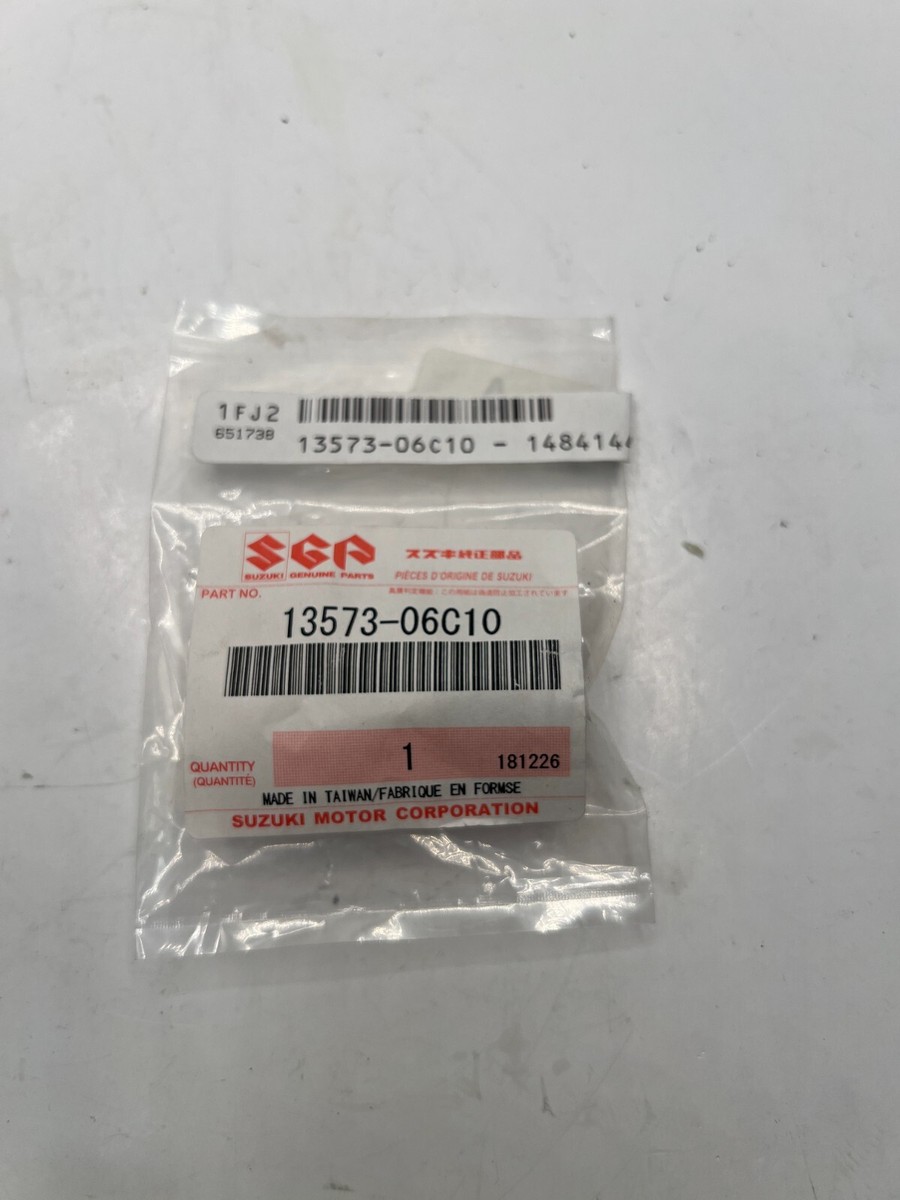 1FJ2
651738
13573-06C10 - 148414
SGP
SUZUKI GENUINE PARTS
スズキ純正部品
PIÈCES D'ORIGINE DE SUZUKI
PART NO.
13573-06C10
QUANTITY
(QUANTITÉ)
1
181226
MADE IN TAIWAN/FABRIQUE EN FORMSE
SUZUKI MOTOR CORPORATION